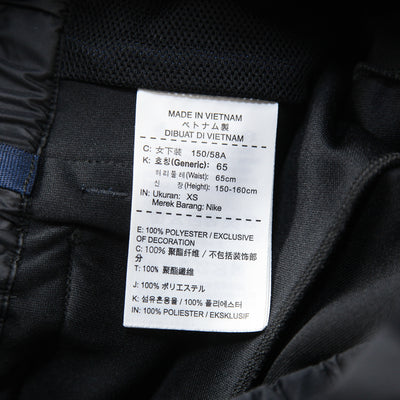 MADE IN VIETNAM
ベトナム製
DIBUAT DI VIETNAM
C: 女下装 150/58A
K: 호칭(Generic): 65
허리둘레(Waist): 65cm
신 장(Height): 150-160cm
IN: Ukuran: XS
Merek Barang: Nike
E: 100% POLYESTER / EXCLUSIVE
OF DECORATION
C: 100% 聚酯纤维 / 不包括装饰部
分
T: 100% 聚酯纖維
J: 100% ポリエステル
K: 섬유혼용율 / 100% 폴리에스터
IN: 100% POLIESTER / EKSKLUSIF